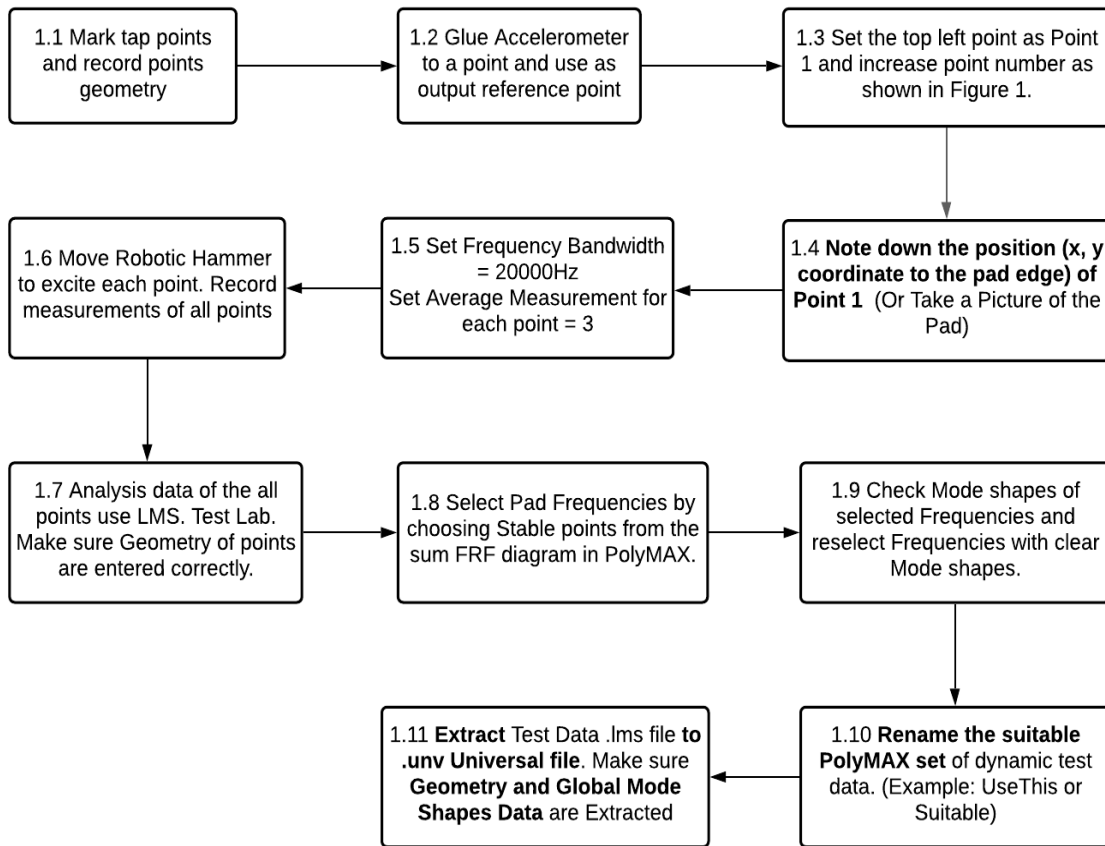 1.1 Mark tap points
and record points
geometry
1.2 Glue Accelerometer
to a point and use as
output reference point
1.3 Set the top left point as Point
1 and increase point number as
shown in Figure 1.
1.4 Note down the position (x, y
coordinate to the pad edge) of
Point 1 (Or Take a Picture of the
Pad)
1.5 Set Frequency Bandwidth
= 20000Hz
Set Average Measurement for
each point = 3
1.6 Move Robotic Hammer
to excite each point. Record
measurements of all points
1.7 Analysis data of the all
points use LMS. Test Lab.
Make sure Geometry of points
are entered correctly.
1.8 Select Pad Frequencies by
choosing Stable points from the
sum FRF diagram in PolyMAX.
1.9 Check Mode shapes of
selected Frequencies and
reselect Frequencies with clear
Mode shapes.
1.10 Rename the suitable
PolyMAX set of dynamic test
data. (Example: UseThis or
Suitable)
1.11 Extract Test Data .lms file to
.unv Universal file. Make sure
Geometry and Global Mode
Shapes Data are Extracted